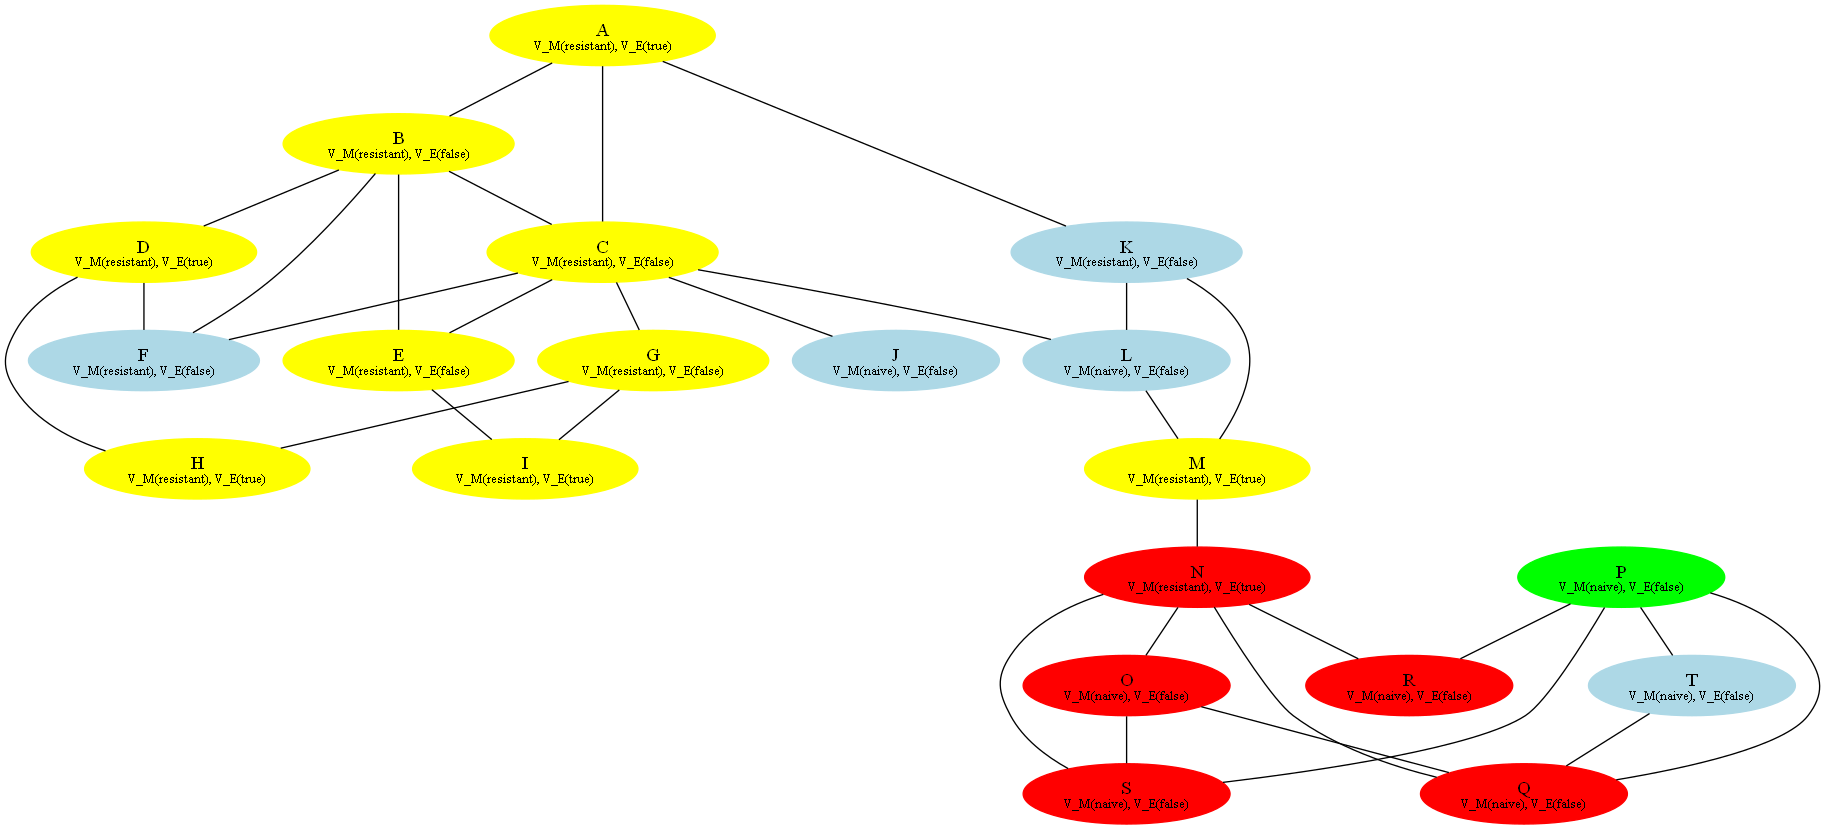 A
V_M(resistant), V_E(true)
B
V_M(resistant), V_E(false)
D
V_M(resistant), V_E(true)
C
V_M(resistant), V_E(false)
K
V_M(resistant), V_E(false)
F
V_M(resistant), V_E(false)
E
V_M(resistant), V_E(false)
G
V_M(resistant), V_E(false)
J
V_M(naive), V_E(false)
L
V_M(naive), V_E(false)
H
V_M(resistant), V_E(true)
I
V_M(resistant), V_E(true)
M
V_M(resistant), V_E(true)
N
V_M(resistant), V_E(true)
P
V_M(naive), V_E(false)
O
V_M(naive), V_E(false)
R
V_M(naive), V_E(false)
T
V_M(naive), V_E(false)
S
V_M(naive), V_E(false)
Q
V_M(naive), V_E(false)